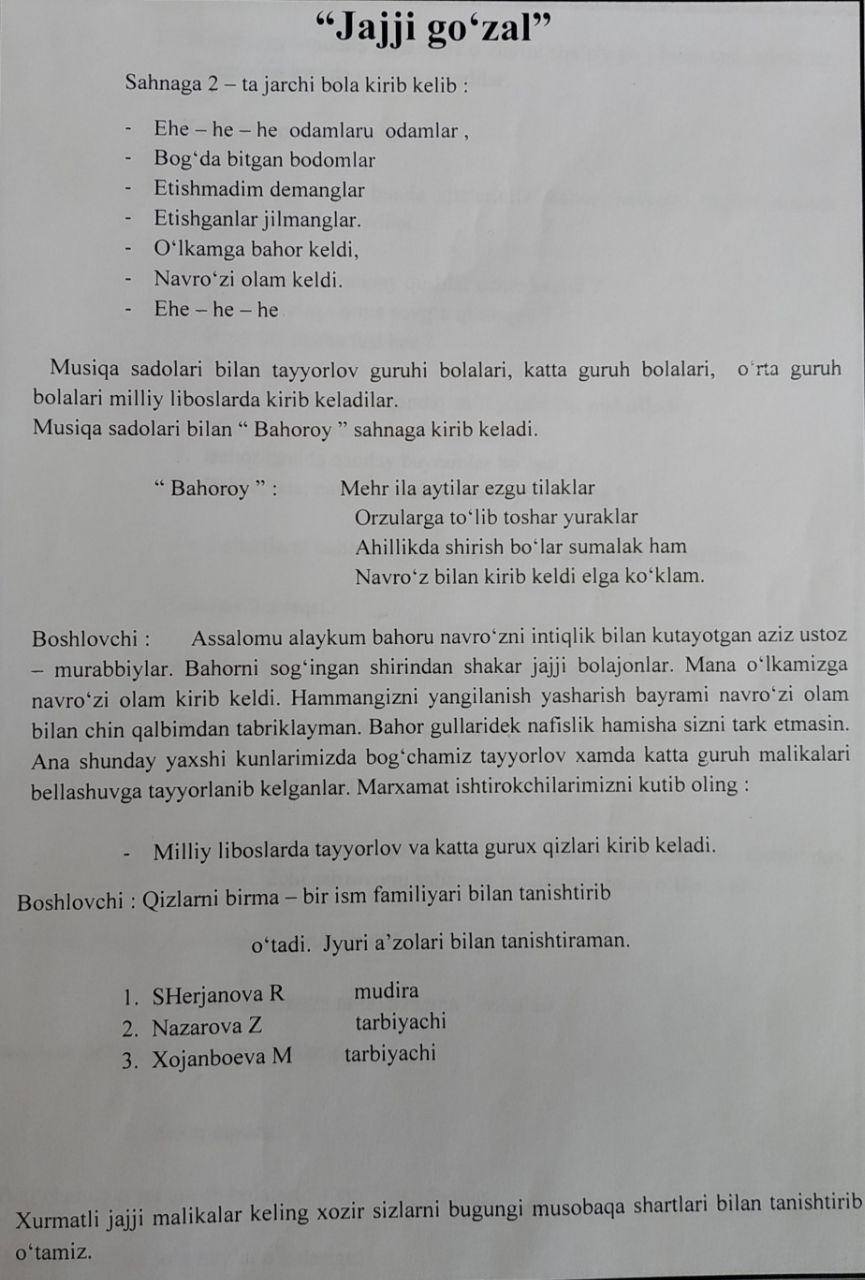 “Jajji go‘zal”
Sahnaga 2 – ta jarchi bola kirib kelib :
- Ehe – he – he odamlaru odamlar ,
- Bog‘da bitgan bodomlar
- Etishmadim demanglar
- Etishganlar jilmanglar.
- O‘lkamga bahor keldi,
- Navro‘zi olam keldi.
- Ehe – he – he
Musiqa sadolari bilan tayyorlov guruhi bolalari, katta guruh bolalari, o‘rta guruh
bolalari milliy liboslarda kirib keladilar.
Musiqa sadolari bilan “ Bahoroy ” sahnaga kirib keladi.
“ Bahoroy ” : Mehr ila aytilar ezgu tilaklar
Orzularga to‘lib toshar yuraklar
Ahillikda shirish bo‘lar sumalak ham
Navro‘z bilan kirib keldi elga ko‘klam.
Boshlovchi : Assalomu alaykum bahoru navro‘zni intiqlik bilan kutayotgan aziz ustoz
– murabbiylar. Bahorni sog‘ingan shirindan shakar jajji bolajonlar. Mana o‘lkamizga
navro‘zi olam kirib keldi. Hammangizni yangilanish yasharish bayrami navro‘zi olam
bilan chin qalbimdan tabriklayman. Bahor gullaridek nafislik hamisha sizni tark etmasin.
Ana shunday yaxshi kunlarimizda bog‘chamiz tayyorlov xamda katta guruh malikalari
bellashuvga tayyorlanib kelganlar. Marxamat ishtirokchilarimizni kutib oling :
- Milliy liboslarda tayyorlov va katta gurux qizlari kirib keladi.
Boshlovchi : Qizlarni birma – bir ism familiyari bilan tanishtirib
o‘tadi. Jyuri a’zolari bilan tanishtiraman.
1. SHerjanova R mudira
2. Nazarova Z tarbiyachi
3. Xojanboeva M tarbiyachi
Xurmatli jajji malikalar keling xozir sizlarni bugungi musobaqa shartlari bilan tanishtirib
o‘tamiz.